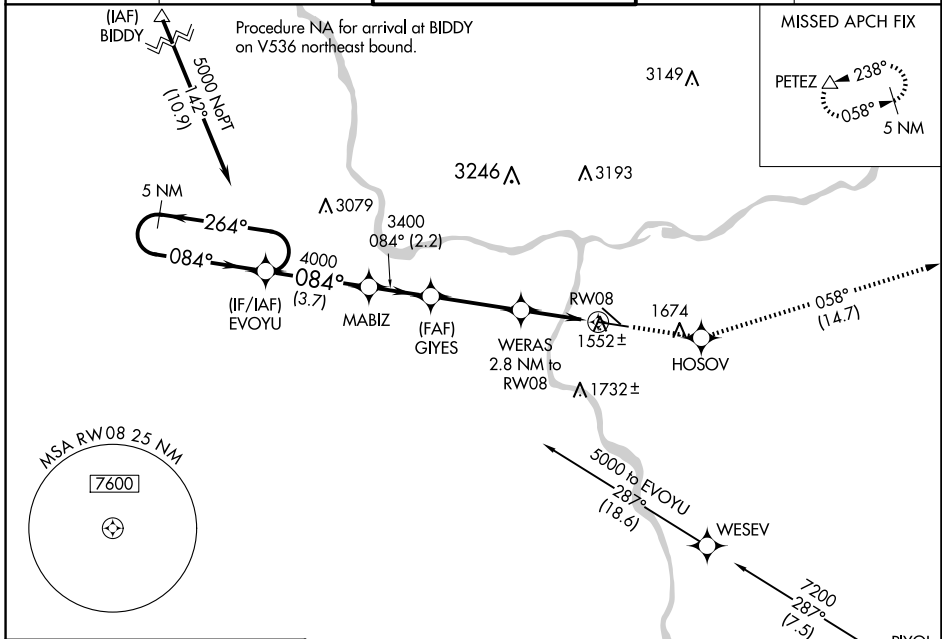 (IAF)
BIDDY
Procedure NA for arrival at BIDDY
on V536 northeast bound.
MISSED APCH FIX
PETEZ
238°
058°
5 NM
5000 NoPT
142°
(10.9)
3149
3246
3193
3079
5 NM
264°
084°
3400
084° (2.2)
4000
084°
(3.7)
(IF/IAF)
EVOYU
MABIZ
(FAF)
GIYES
WERAS
2.8 NM to
RW08
RW08
1552±
1674
HOSOV
058°
(14.7)
1732±
MSA RW08 25 NM
7600
5000 to EVOYU
287°
(18.6)
WESEV
7200
287°
(7.5)